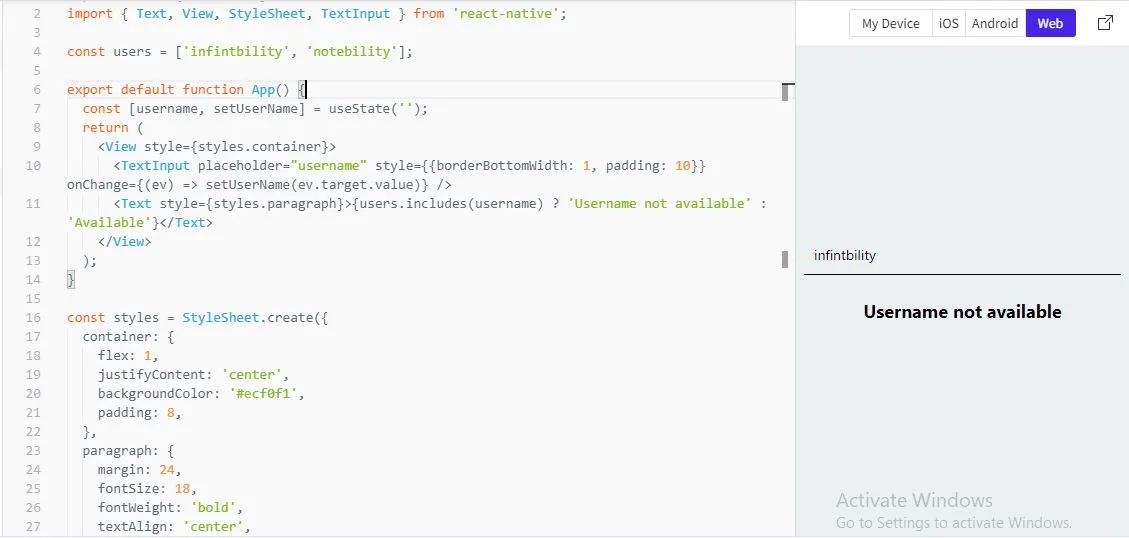 2 import { Text, View, StyleSheet, TextInput } from 'react-native';
3
4 const users = ['infintbility', 'notebility'];
5
6 export default function App() {
7   const [username, setUserName] = useState('');
8   return (
9     <View style={styles.container}>
10       <TextInput placeholder="username" style={{borderBottomWidth: 1, padding: 10}}
onChange={(ev) => setUserName(ev.target.value)} />
11       <Text style={styles.paragraph}>{users.includes(username) ? 'Username not available' :
'Available'}</Text>
12     </View>
13   );
14 }
15
16 const styles = StyleSheet.create({
17   container: {
18     flex: 1,
19     justifyContent: 'center',
20     backgroundColor: '#ecf0f1',
21     padding: 8,
22   },
23   paragraph: {
24     margin: 24,
25     fontSize: 18,
26     fontWeight: 'bold',
27     textAlign: 'center',
My Device iOS Android Web
infintbility
Username not available
Activate Windows
Go to Settings to activate Windows.